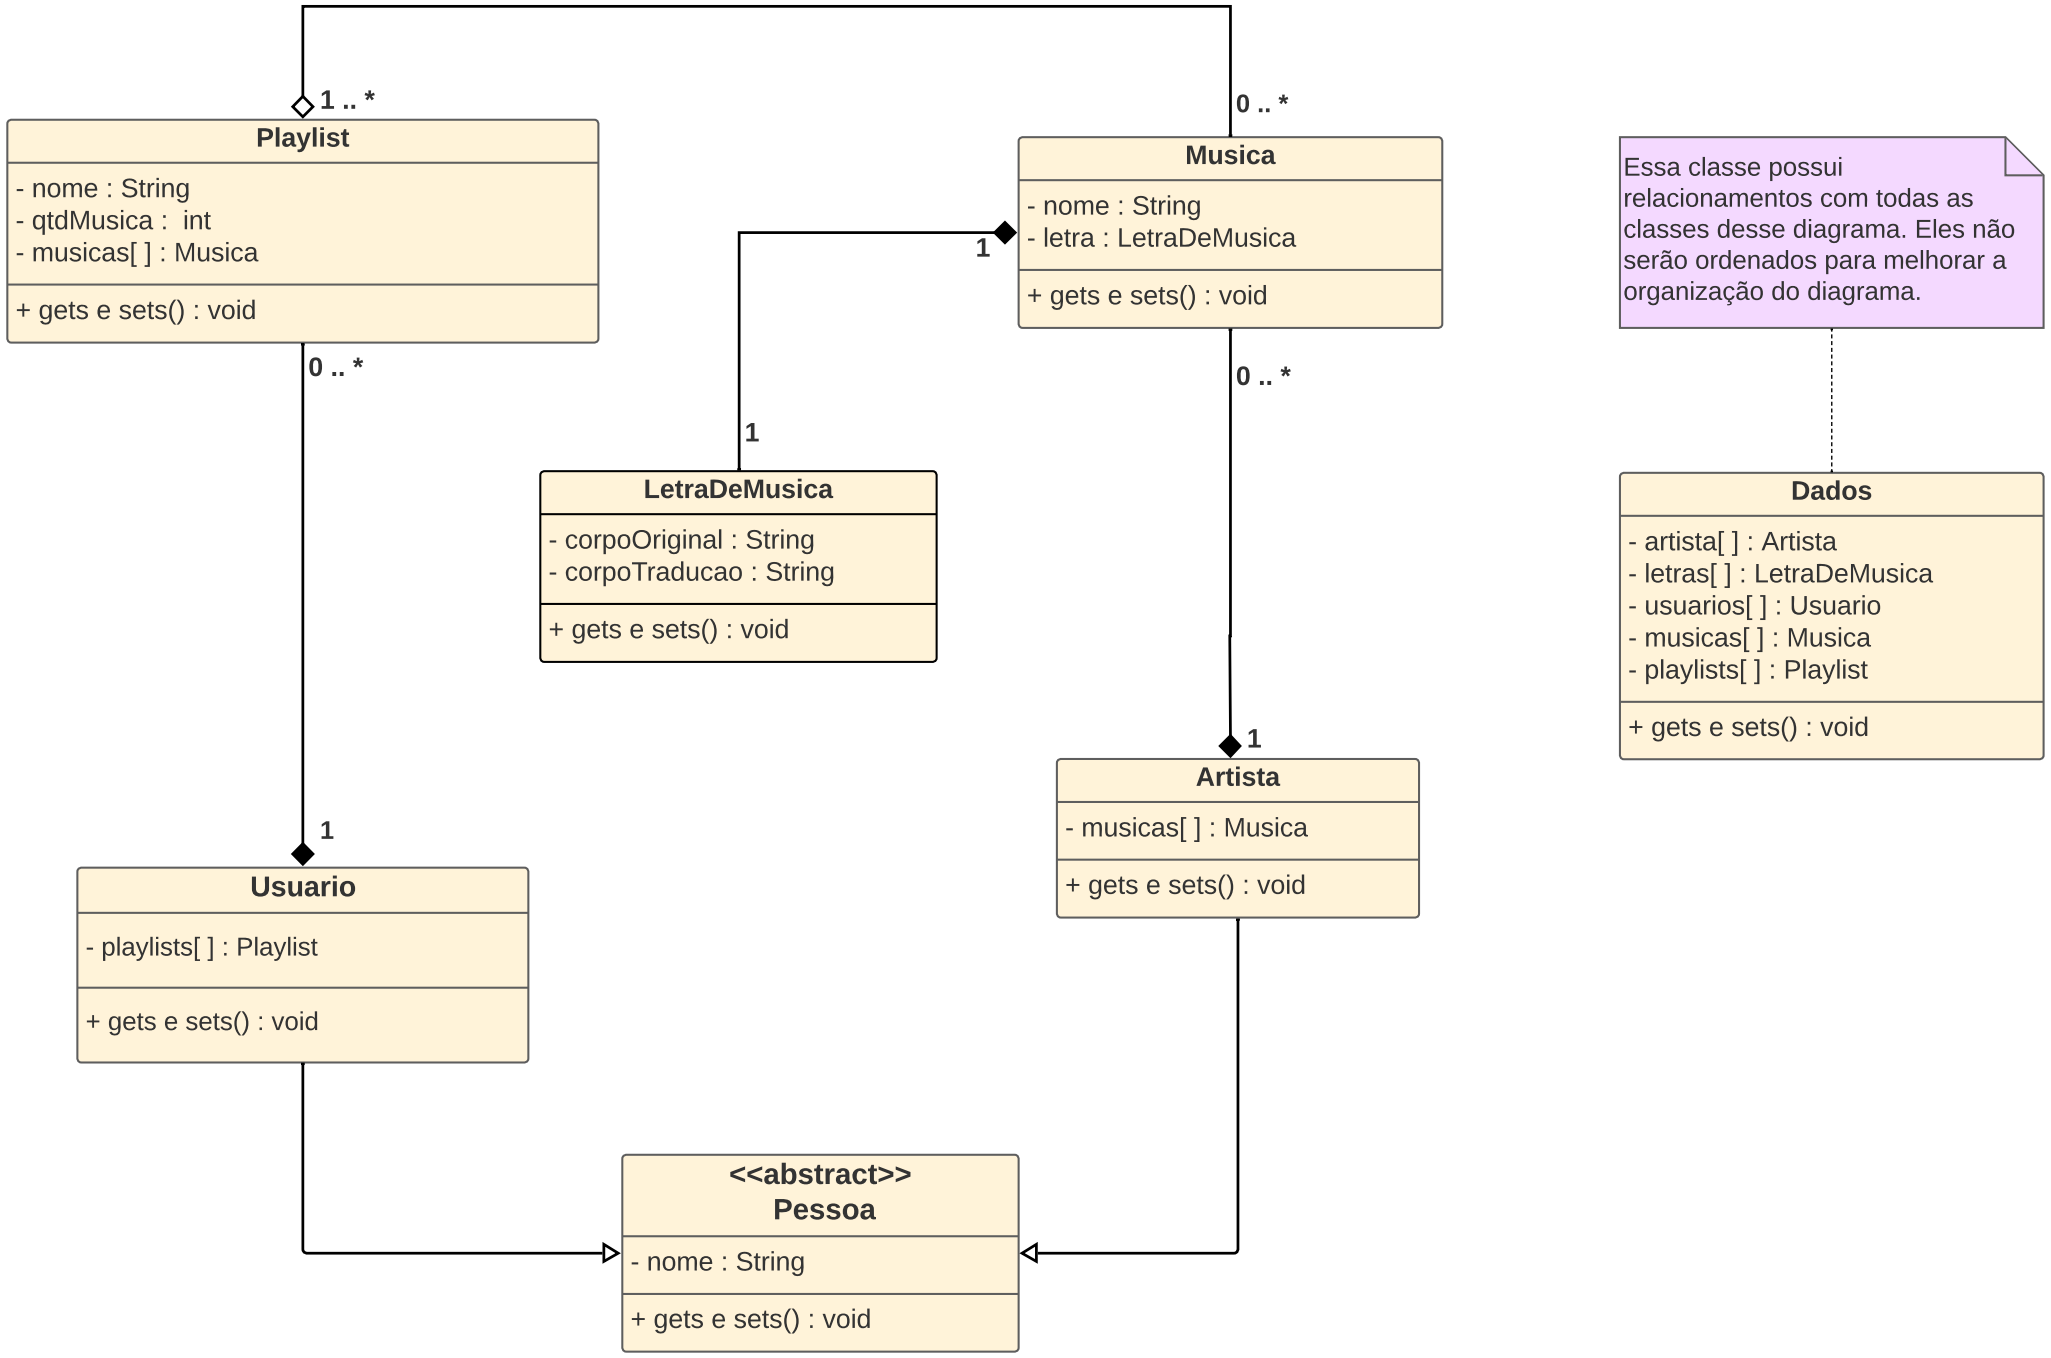 1 .. *
0 .. *
Playlist
- nome : String
- qtdMusica :  int
- musicas[ ] : Musica
+ gets e sets() : void
0 .. *
Musica
- nome : String
- letra : LetraDeMusica
+ gets e sets() : void
1
0 .. *
Essa classe possui
relacionamentos com todas as
classes desse diagrama. Eles não
serão ordenados para melhorar a
organização do diagrama.
1
LetraDeMusica
- corpoOriginal : String
- corpoTraducao : String
+ gets e sets() : void
Dados
- artista[ ] : Artista
- letras[ ] : LetraDeMusica
- usuarios[ ] : Usuario
- musicas[ ] : Musica
- playlists[ ] : Playlist
+ gets e sets() : void
1
Artista
- musicas[ ] : Musica
+ gets e sets() : void
1
Usuario
- playlists[ ] : Playlist
+ gets e sets() : void
<<abstract>>
Pessoa
- nome : String
+ gets e sets() : void